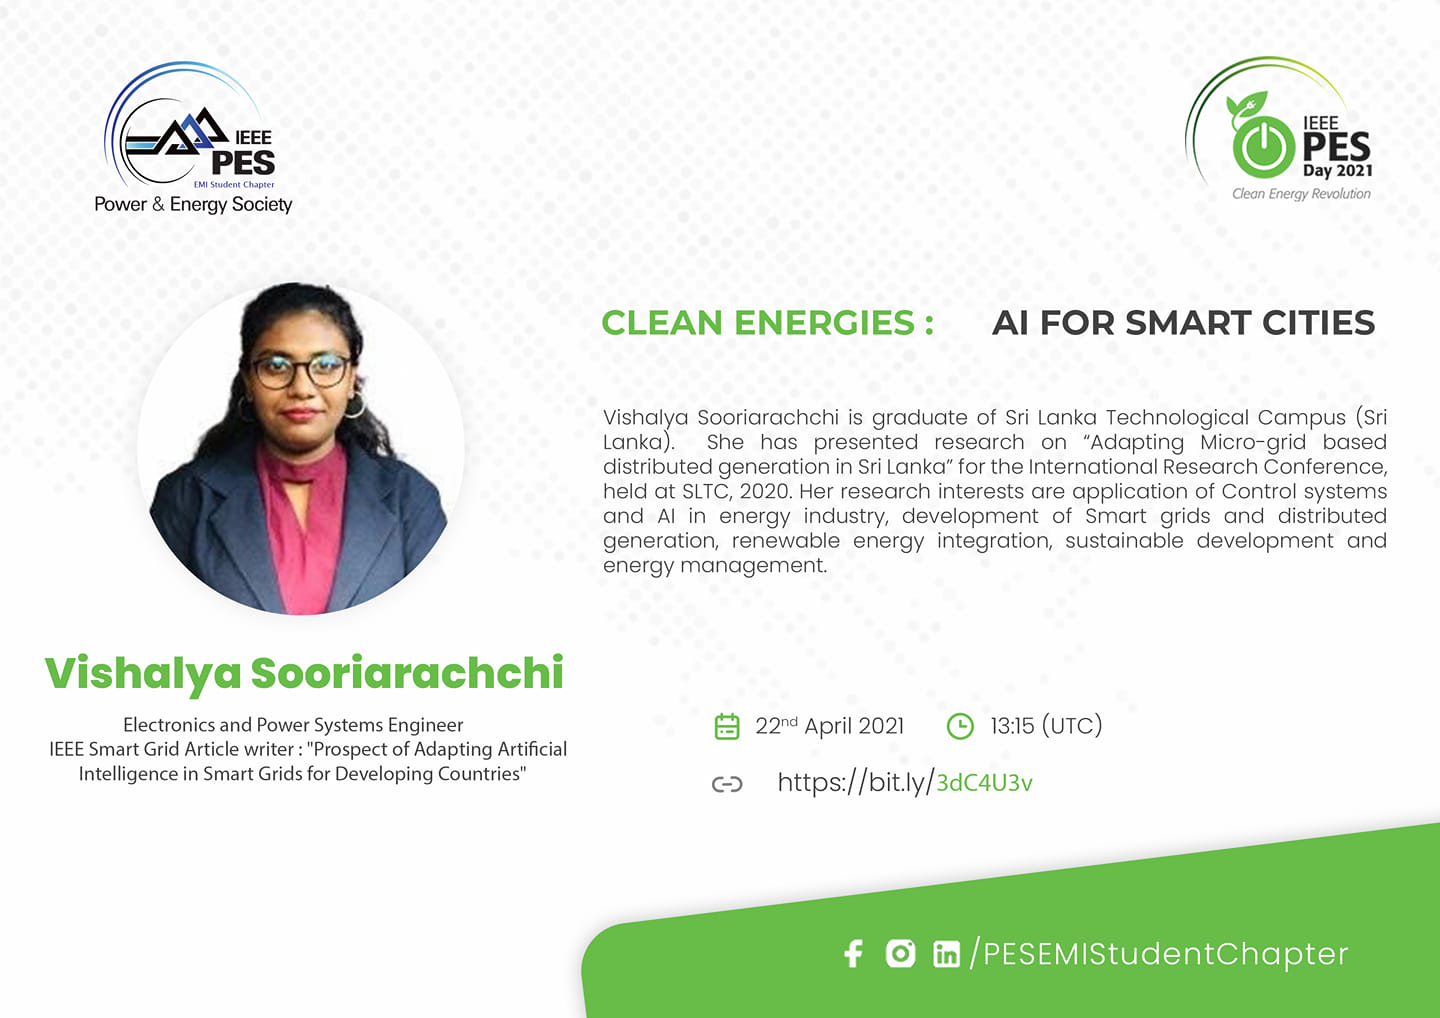 IEEE
PES
EMI Student Chapter
Power & Energy Society
IEEE
PES
Day 2021
Clean Energy Revolution
CLEAN ENERGIES : AI FOR SMART CITIES
Vishalya Sooriarachchi is graduate of Sri Lanka Technological Campus (Sri
Lanka). She has presented research on “Adapting Micro-grid based
distributed generation in Sri Lanka” for the International Research Conference,
held at SLTC, 2020. Her research interests are application of Control systems
and AI in energy industry, development of Smart grids and distributed
generation, renewable energy integration, sustainable development and
energy management.
Vishalya Sooriarachchi
Electronics and Power Systems Engineer
IEEE Smart Grid Article writer : "Prospect of Adapting Artificial
Intelligence in Smart Grids for Developing Countries"
22nd April 2021 13:15 (UTC)
https://bit.ly/3dC4U3v
/PESEMIStudentChapter